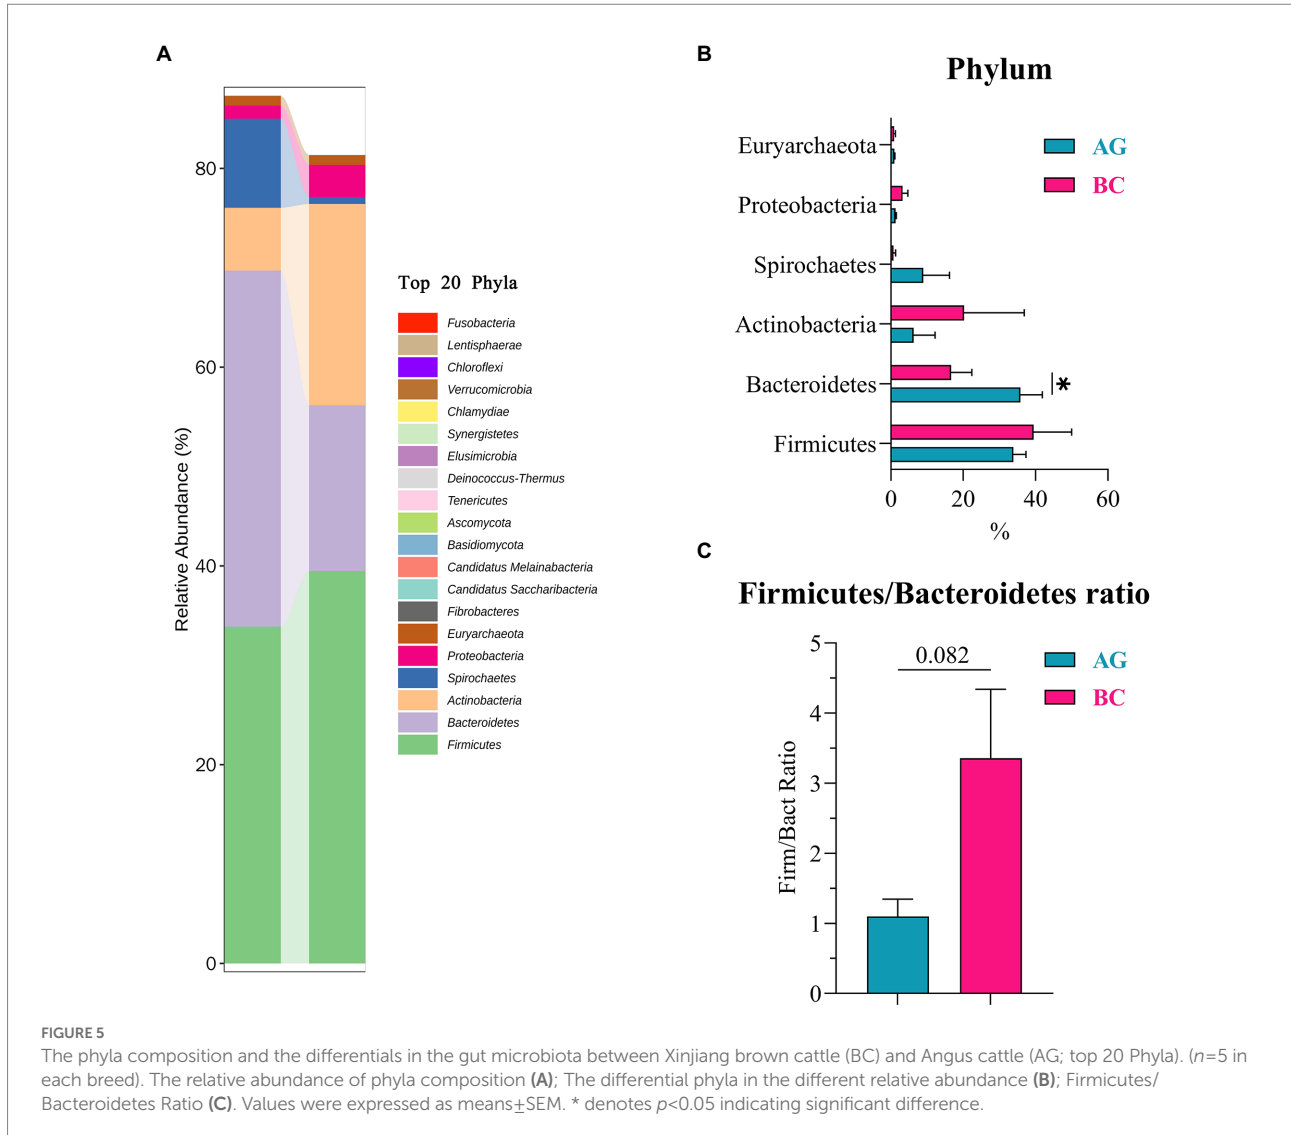 A
Relative Abundance (%)
80
60
40
20
0
Top 20 Phyla
Fusobacteria
Lentisphaerae
Chloroflexi
Verrucomicrobia
Chlamydiae
Synergistetes
Elusimicrobia
Deinococcus-Thermus
Tenericutes
Ascomycota
Basidiomycota
Candidatus Melainabacteria
Candidatus Saccharibacteria
Fibrobacteres
Euryarchaeota
Proteobacteria
Spirochaetes
Actinobacteria
Bacteroidetes
Firmicutes
B
Phylum
Euryarchaeota
Proteobacteria
Spirochaetes
Actinobacteria
Bacteroidetes
Firmicutes
AG
BC
*
0 20 40 60
%
C
Firmicutes/Bacteroidetes ratio
Firm/Bact Ratio
5
4
3
2
1
0
0.082
AG
BC
FIGURE 5
The phyla composition and the differentials in the gut microbiota between Xinjiang brown cattle (BC) and Angus cattle (AG; top 20 Phyla). (n=5 in
each breed). The relative abundance of phyla composition (A); The differential phyla in the different relative abundance (B); Firmicutes/
Bacteroidetes Ratio (C). Values were expressed as means±SEM. * denotes p<0.05 indicating significant difference.